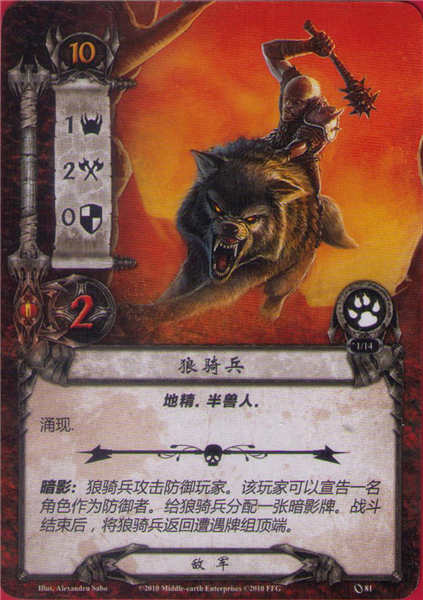 10
1
2
0
2
1/14
狼骑兵
地精. 半兽人.
涌现.
暗影: 狼骑兵攻击防御玩家。该玩家可以宣告一名
角色作为防御者。给狼骑兵分配一张暗影牌。战斗
结束后，将狼骑兵返回遭遇牌组顶端。
敌军
Illus. Alexandru Sabo ©2010 Middle-earth Enterprises ©2010 FFG 81